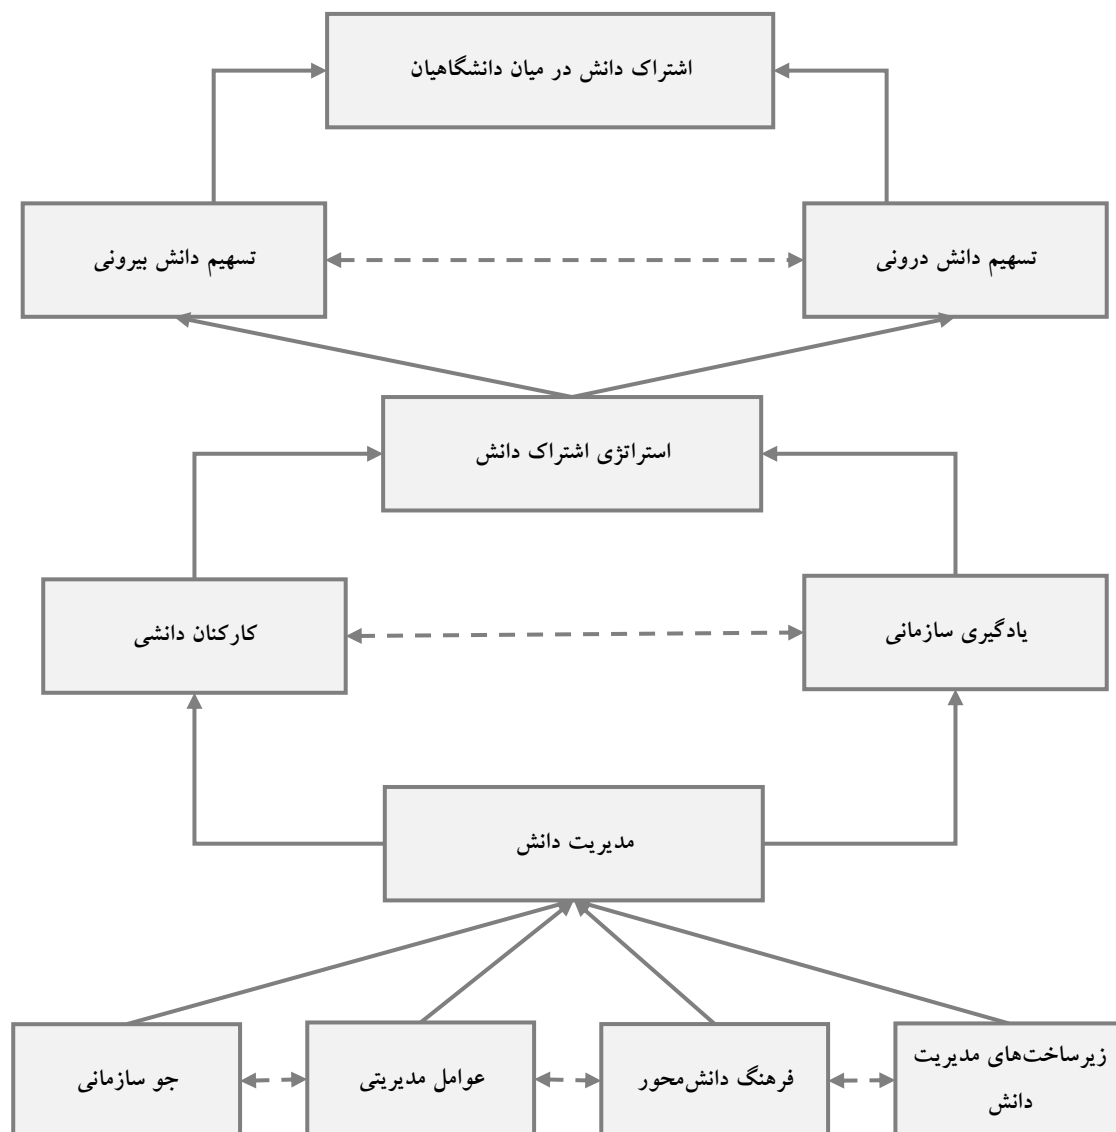 اشتراک دانش در میان دانشگاهیان
تسهیم دانش درونی
تسهیم دانش بیرونی
استراتژی اشتراک دانش
یادگیری سازمانی
کارکنان دانشی
مدیریت دانش
زیرساخت‌های مدیریت
دانش
فرهنگ دانش‌محور
عوامل مدیریتی
جو سازمانی